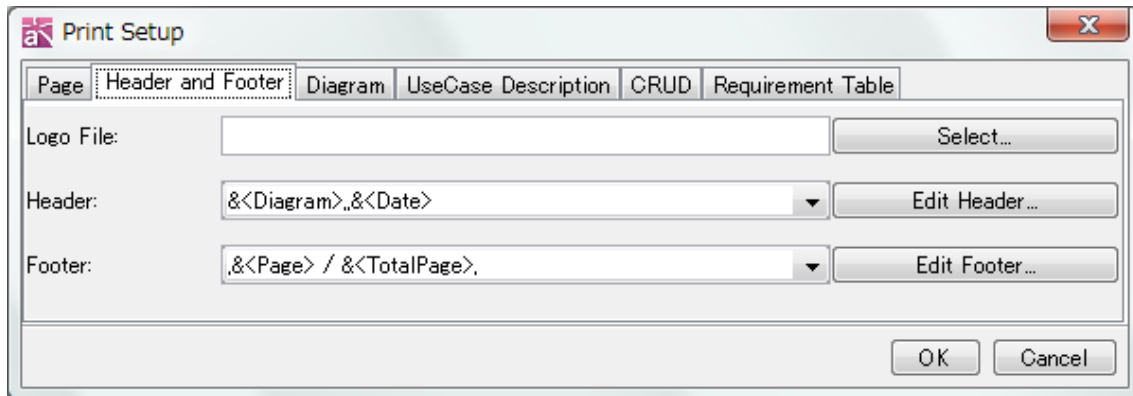 Print Setup
Page Header and Footer Diagram UseCase Description CRUD Requirement Table
Logo File: Select...
Header: &<Diagram>,,&<Date> Edit Header...
Footer: ,&<Page> / &<TotalPage>, Edit Footer...
OK Cancel